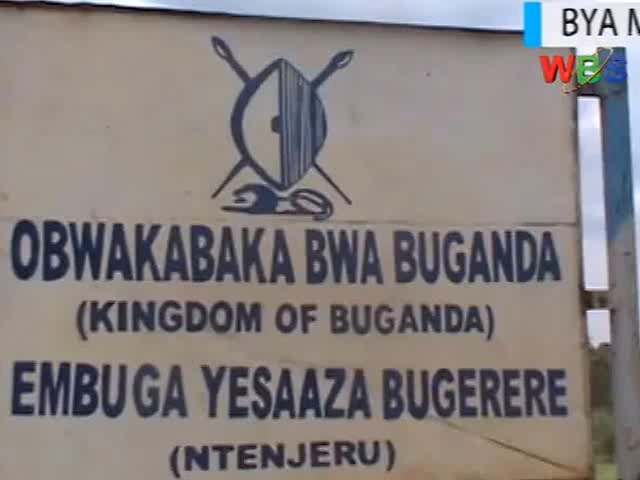 BYA
WBS
OBWAKABAKA BWA BUGANDA
(KINGDOM OF BUGANDA)
EMBUGA YESAAZA BUGERERE
(NTENJERU)